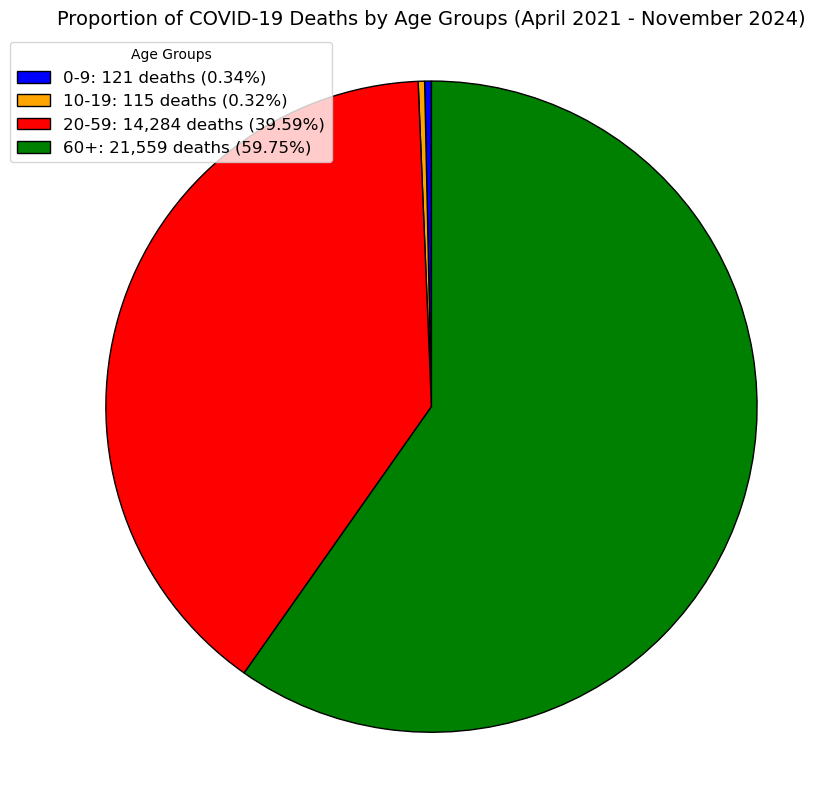 Proportion of COVID-19 Deaths by Age Groups (April 2021 - November 2024)
Age Groups
0-9: 121 deaths (0.34%)
10-19: 115 deaths (0.32%)
20-59: 14,284 deaths (39.59%)
60+: 21,559 deaths (59.75%)